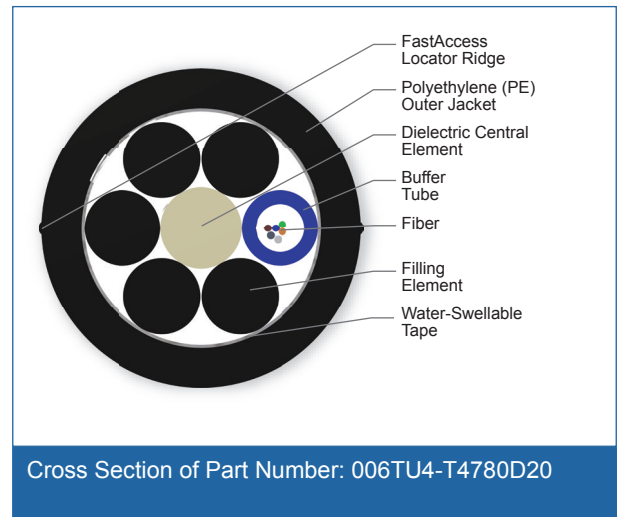 FastAccess
Locator Ridge
Polyethylene (PE)
Outer Jacket
Dielectric Central
Element
Buffer
Tube
Fiber
Filling
Element
Water-Swellable
Tape
Cross Section of Part Number: 006TU4-T4780D20